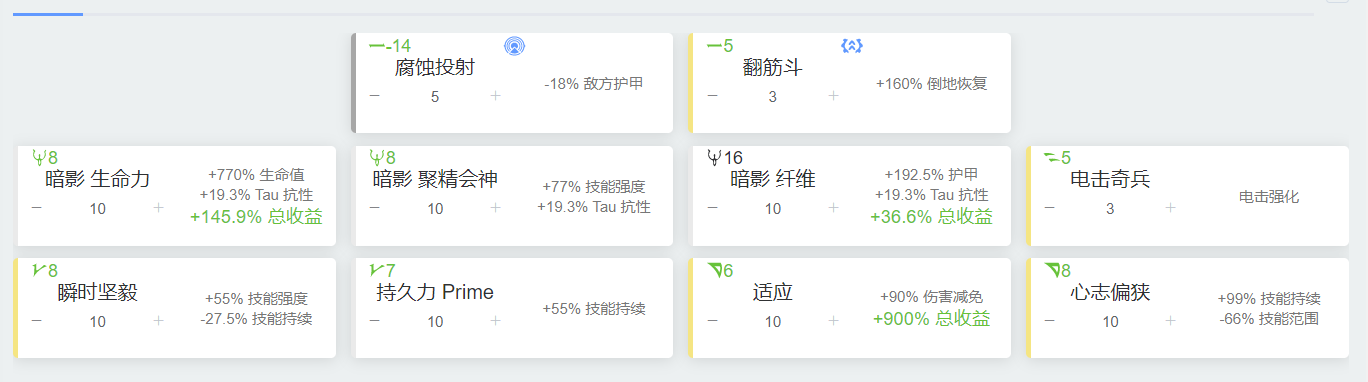 -14
腐蚀投射
5
-18% 敌方护甲
5
翻筋斗
3
+160% 倒地恢复
8
暗影 生命力
10
+770% 生命值
+19.3% Tau 抗性
+145.9% 总收益
8
暗影 聚精会神
10
+77% 技能强度
+19.3% Tau 抗性
16
暗影 纤维
10
+192.5% 护甲
+19.3% Tau 抗性
+36.6% 总收益
5
电击奇兵
3
电击强化
8
瞬时坚毅
10
+55% 技能强度
-27.5% 技能持续
7
持久力 Prime
10
+55% 技能持续
6
适应
10
+90% 伤害减免
+900% 总收益
8
心志偏狭
10
+99% 技能持续
-66% 技能范围